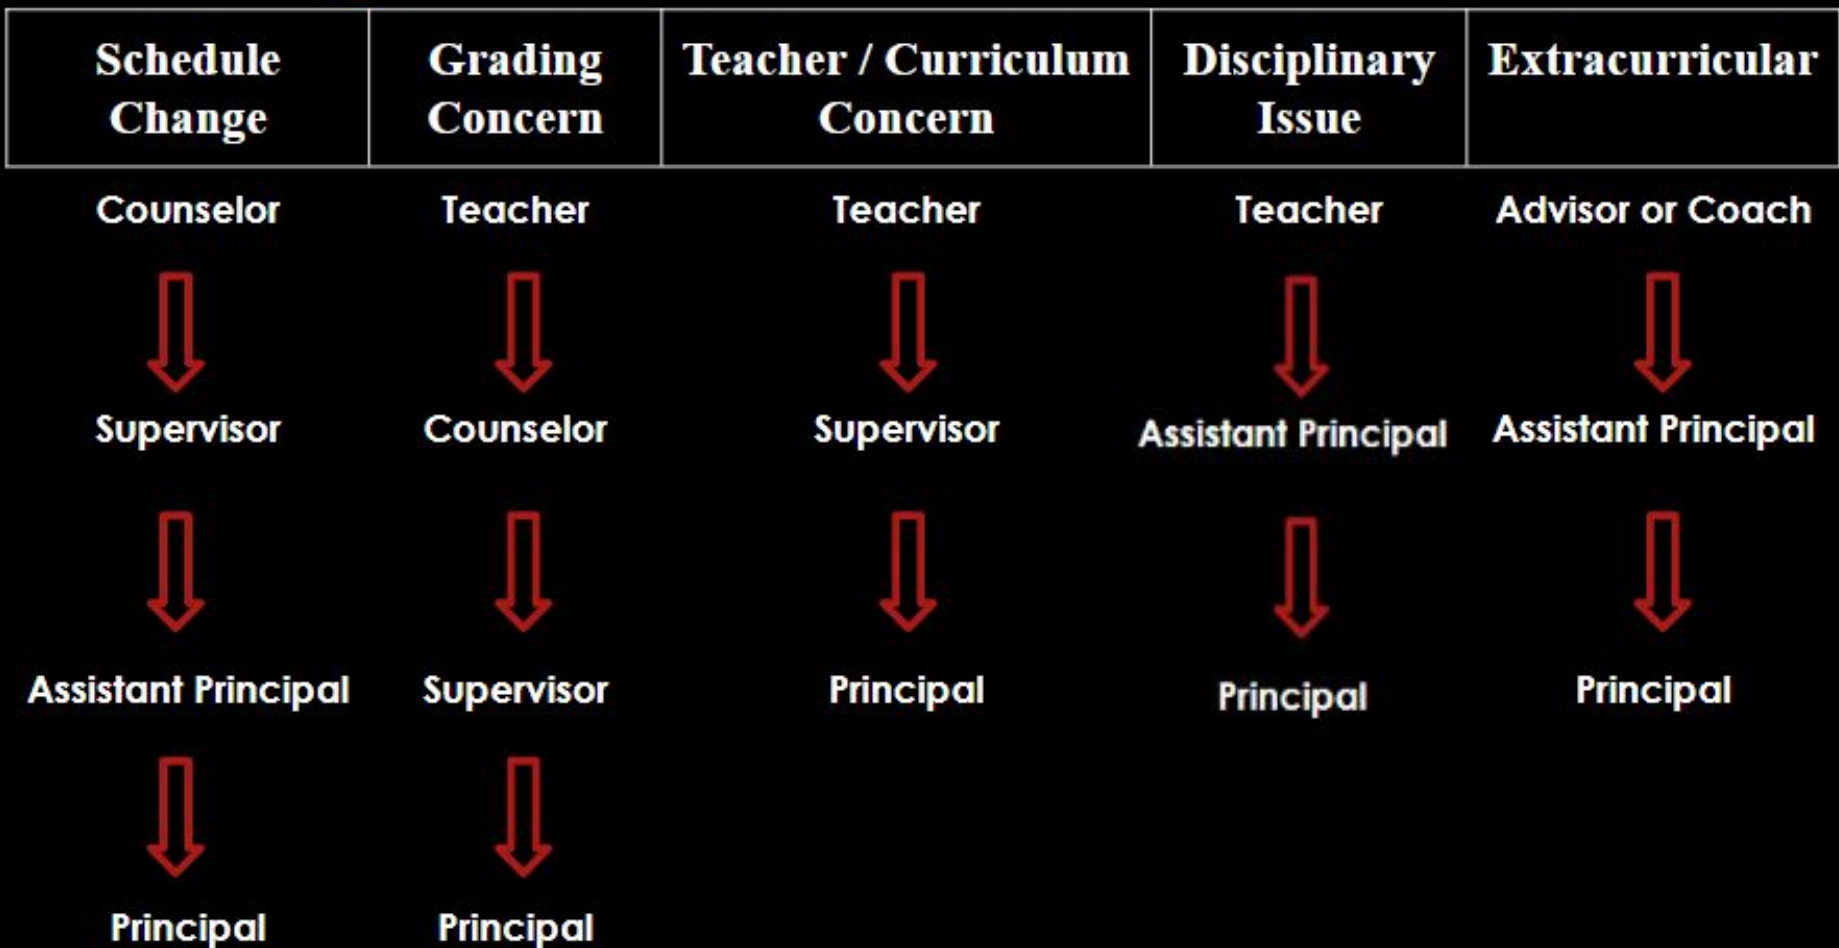 Schedule Change
Grading Concern
Teacher / Curriculum Concern
Disciplinary Issue
Extracurricular
Counselor
Teacher
Teacher
Teacher
Advisor or Coach
Supervisor
Counselor
Supervisor
Assistant Principal
Assistant Principal
Assistant Principal
Supervisor
Principal
Principal
Principal
Principal
Principal